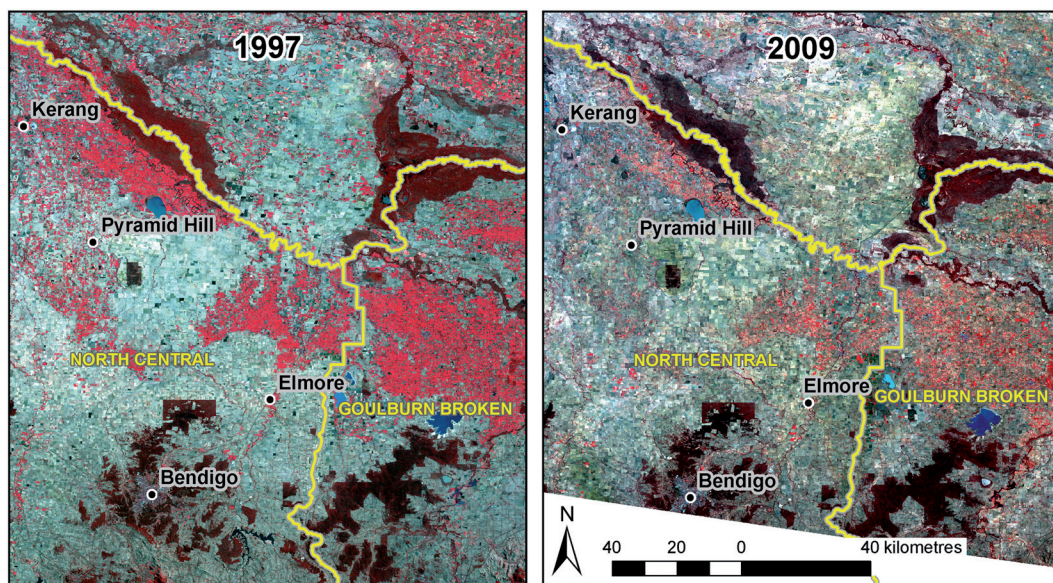 1997
Kerang
Pyramid Hill
NORTH CENTRAL
Elmore
GOULBURN BROKEN
Bendigo
2009
Kerang
Pyramid Hill
NORTH CENTRAL
Elmore
GOULBURN BROKEN
Bendigo
N
40 20 0 40 kilometres